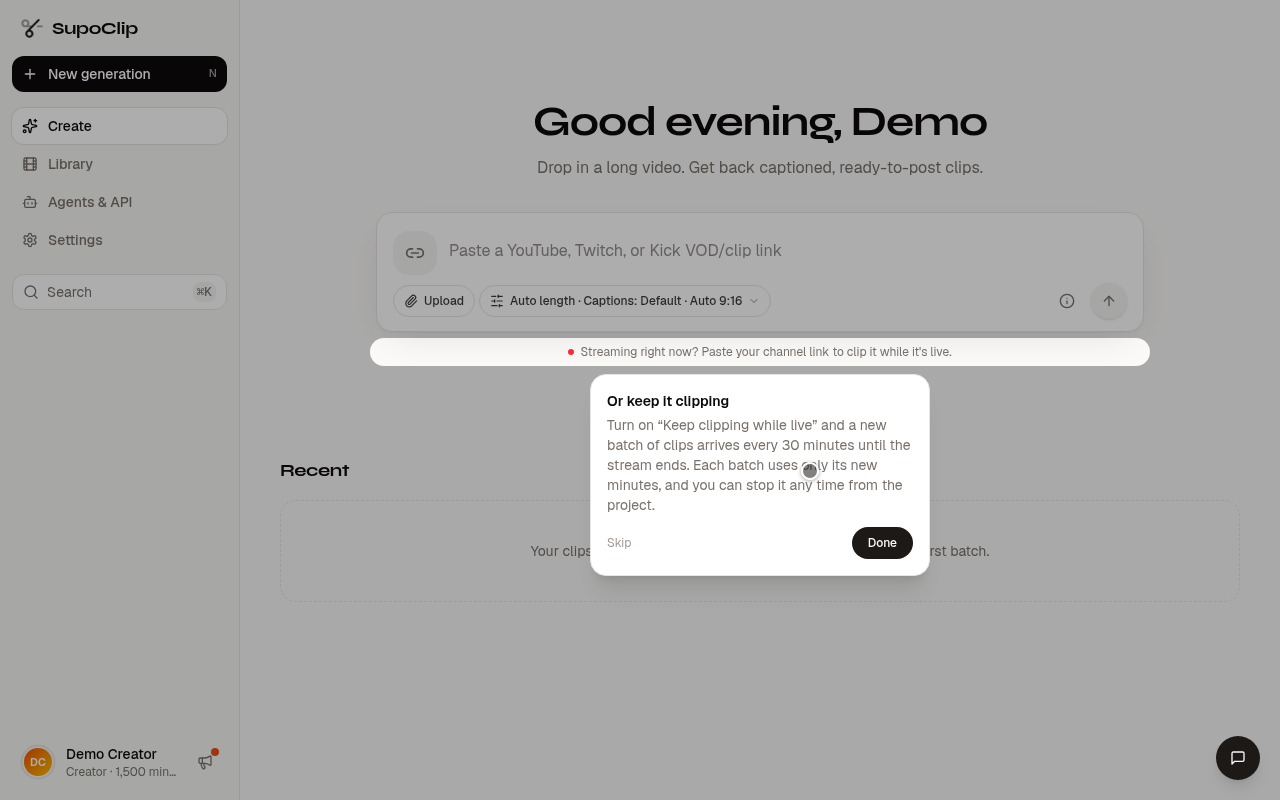 SupoClip
New generation N
Create
Library
Agents & API
Settings
Search ⌘K
Good evening, Demo
Drop in a long video. Get back captioned, ready-to-post clips.
Paste a YouTube, Twitch, or Kick VOD/clip link
Upload
Auto length · Captions: Default · Auto 9:16
Streaming right now? Paste your channel link to clip it while it's live.
Or keep it clipping
Turn on “Keep clipping while live” and a new
batch of clips arrives every 30 minutes until the
stream ends. Each batch uses only its new
minutes, and you can stop it any time from the
project.
Skip
Done
Recent
Your clips
rst batch.
DC
Demo Creator
Creator · 1,500 min...